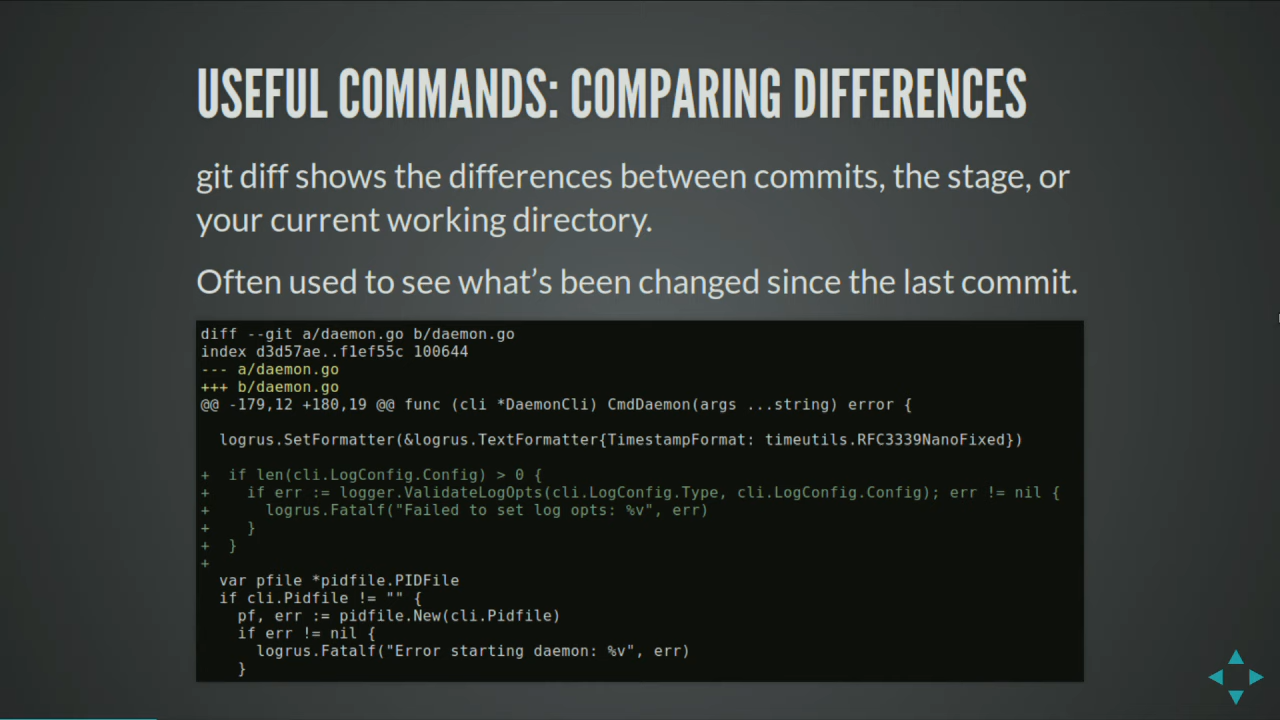 USEFUL COMMANDS: COMPARING DIFFERENCES
git diff shows the differences between commits, the stage, or
your current working directory.
Often used to see what's been changed since the last commit.
diff --git a/daemon.go b/daemon.go
index d3d57ae..f1ef55c 100644
--- a/daemon.go
+++ b/daemon.go
@@ -179,12 +180,19 @@ func (cli *DaemonCli) CmdDaemon(args ...string) error {
  logrus.SetFormatter(&logrus.TextFormatter{TimestampFormat: timeutils.RFC3339NanoFixed})
+  if len(cli.LogConfig.Config) > 0 {
+    if err := logger.ValidateLogOpts(cli.LogConfig.Type, cli.LogConfig.Config); err != nil {
+      logrus.Fatalf("Failed to set log opts: %v", err)
+    }
+  }
+
  var pfile *pidfile.PIDFile
  if cli.Pidfile != "" {
    pf, err := pidfile.New(cli.Pidfile)
    if err != nil {
      logrus.Fatalf("Error starting daemon: %v", err)
    }